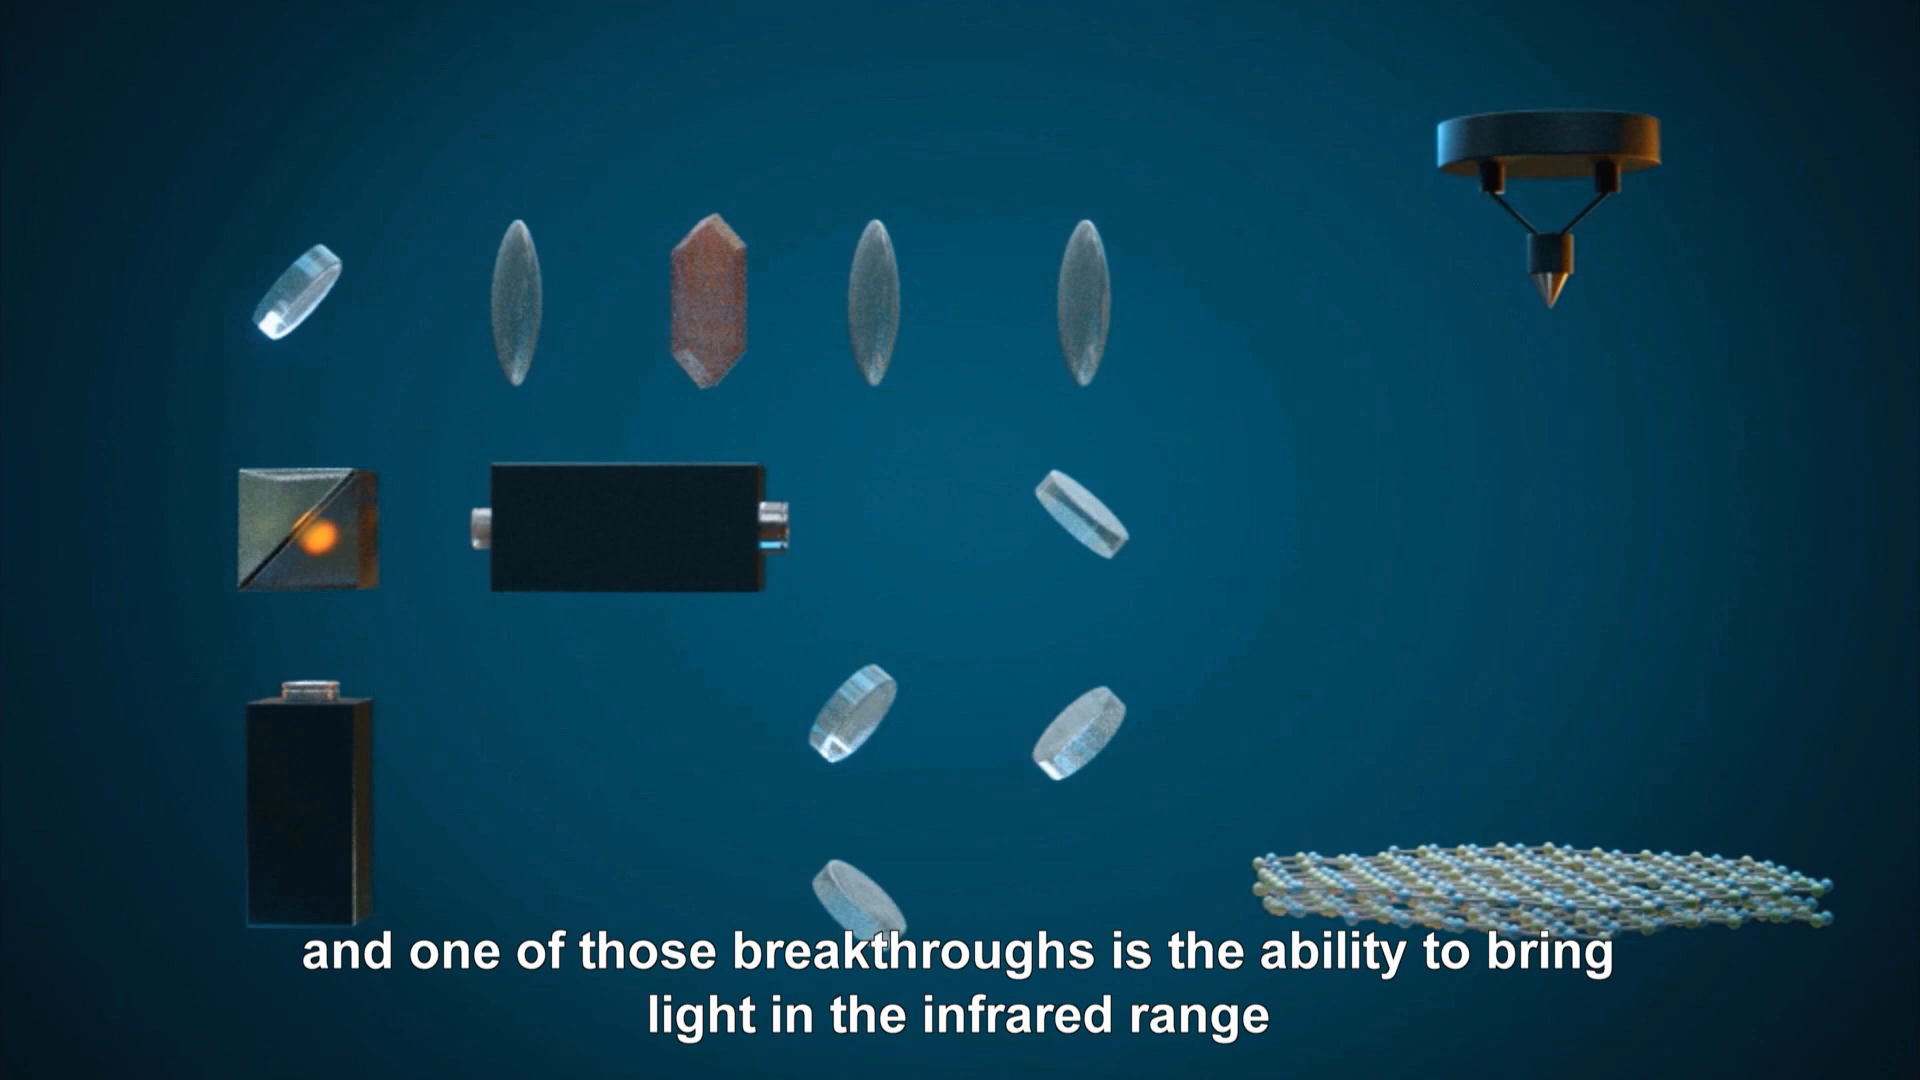 and one of those breakthroughs is the ability to bring
light in the infrared range